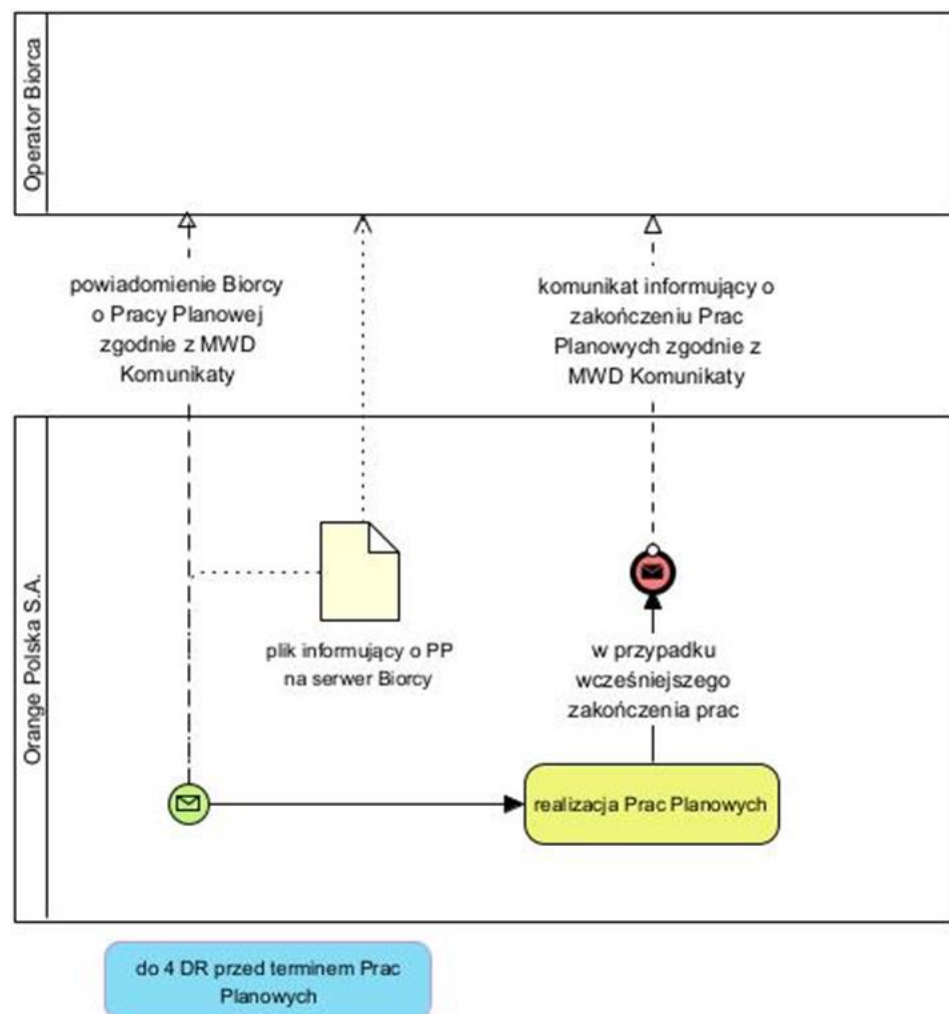 Operator Biorca
powiadomienie Biorcy
o Pracy Planowej
zgodnie z MWD
Komunikaty
komunikat informujący o
zakończeniu Prac
Planowych zgodnie z
MWD Komunikaty
Orange Polska S.A.
plik informujący o PP
na serwer Biorcy
w przypadku
wcześniejszego
zakończenia prac
realizacja Prac Planowych
do 4 DR przed terminem Prac
Planowych